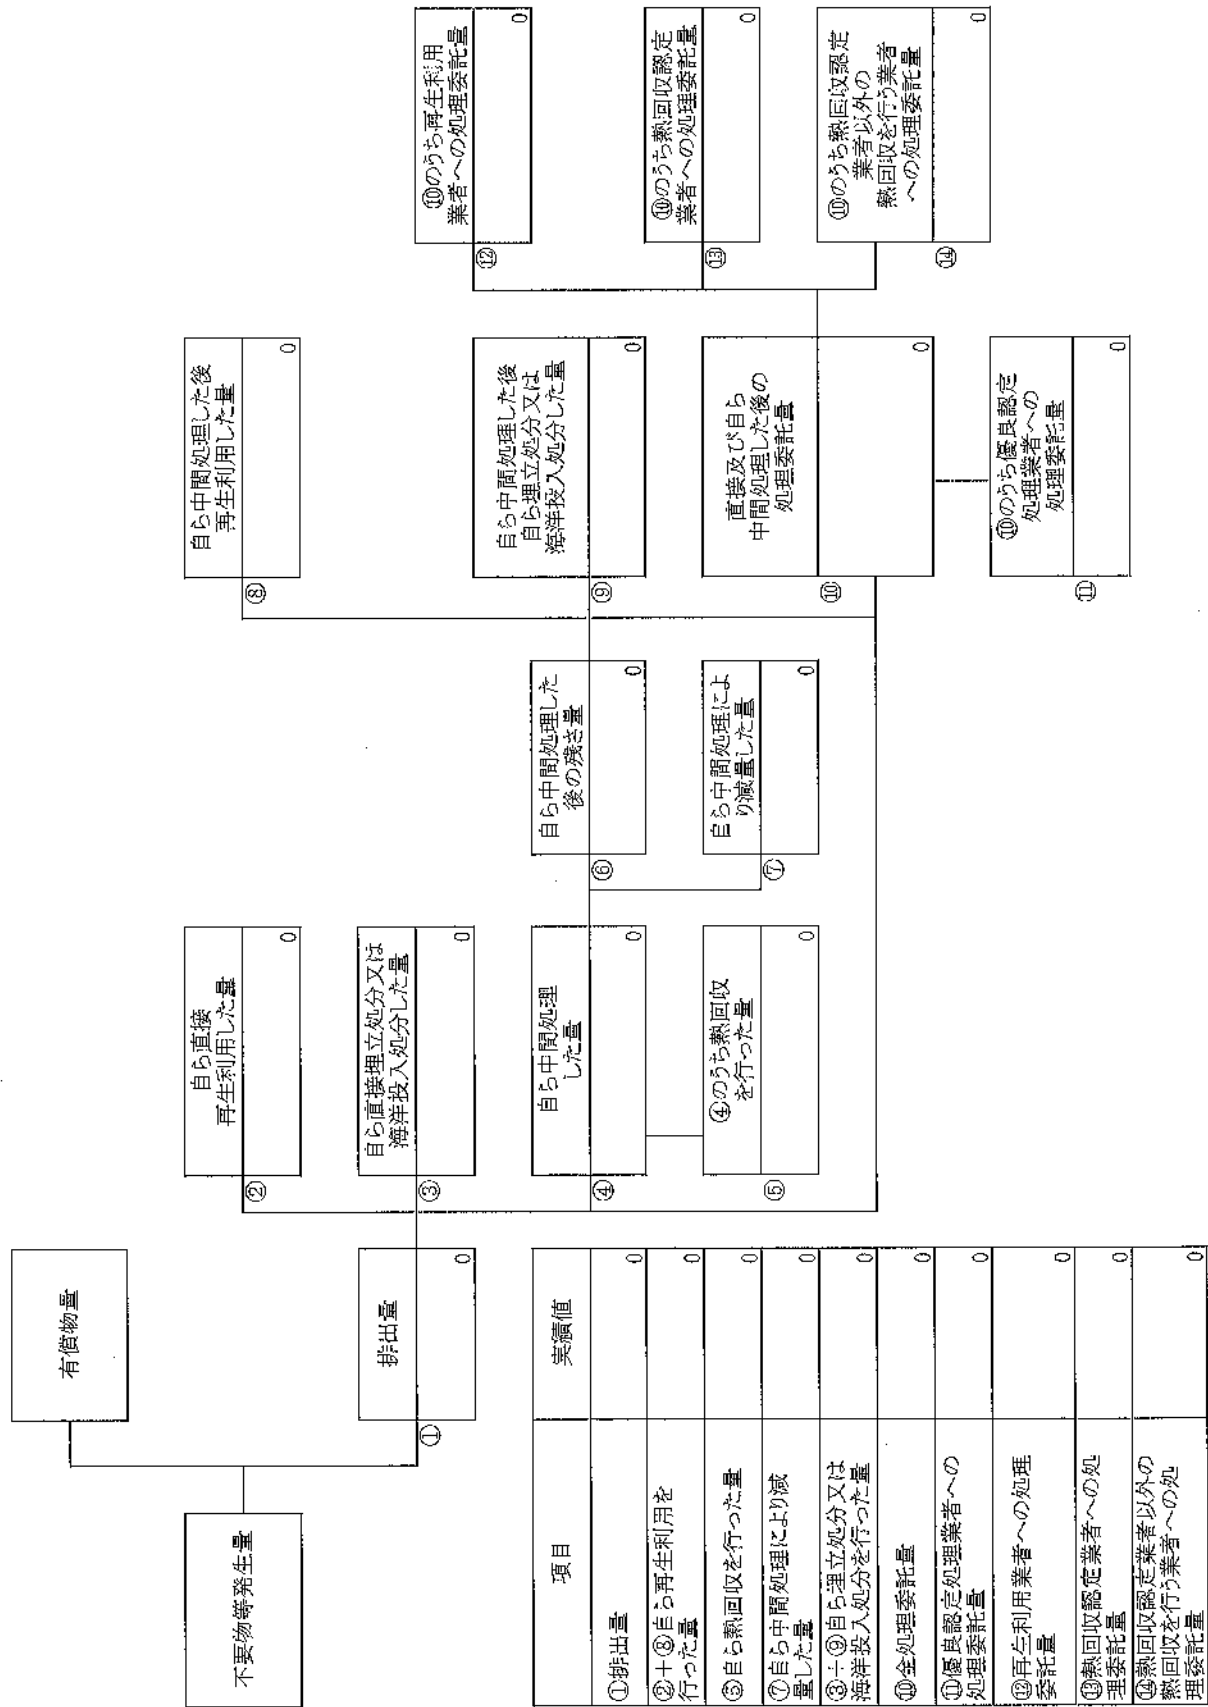 不要物等発生量
有償物量
①
排出量
0
②
自ら直接
再生利用した量
0
③
自ら直接埋立処分又は
海洋投入処分した量
0
④
自ら中間処理
した量
0
⑤
④のうち熱回収
を行った量
0
⑥
自ら中間処理した
後の残さ量
0
⑦
自ら中間処理によ
り減量した量
0
⑧
自ら中間処理した後
再生利用した量
0
⑨
自ら中間処理した後
自ら埋立処分又は
海洋投入処分した量
0
⑩
直接及び自ら
中間処理した後の
処理委託量
0
⑪
⑩のうち優良認定
処理業者への
処理委託量
0
⑫
⑩のうち再生利用
業者への処理委託量
0
⑬
⑩のうち熱回収認定
業者への処理委託量
0
⑭
⑩のうち熱回収認定
業者以外の
熱回収を行う業者
への処理委託量
0
項目 実績値
①排出量 0
②+⑧自ら再生利用を
行った量 0
⑤自ら熱回収を行った量 0
⑦自ら中間処理により減
量した量 0
③+⑨自ら埋立処分又は
海洋投入処分を行った量 0
⑩全処理委託量 0
⑪優良認定処理業者への
処理委託量 0
⑫再生利用業者への処理
委託量 0
⑬熱回収認定業者への処
理委託量 0
⑭熱回収認定業者以外の
熱回収を行う業者への処
理委託量 0